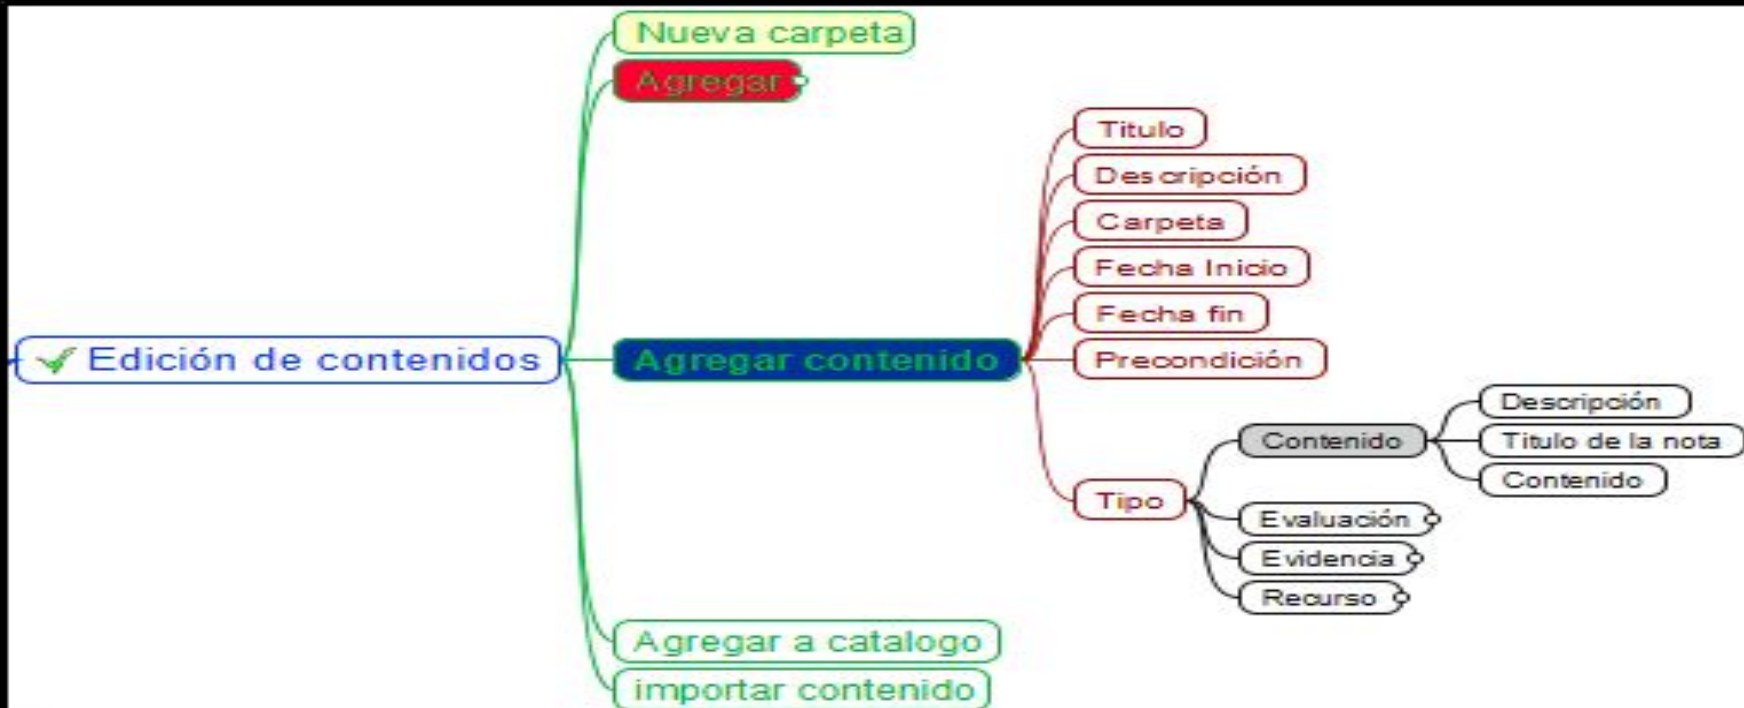 Nueva carpeta
Agregar
Titulo
Descripción
Carpeta
Fecha Inicio
Fecha fin
Edición de contenidos
Agregar contenido
Precondición
Descripción
Contenido
Titulo de la nota
Contenido
Tipo
Evaluación
Evidencia
Recurso
Agregar a catalogo
importar contenido